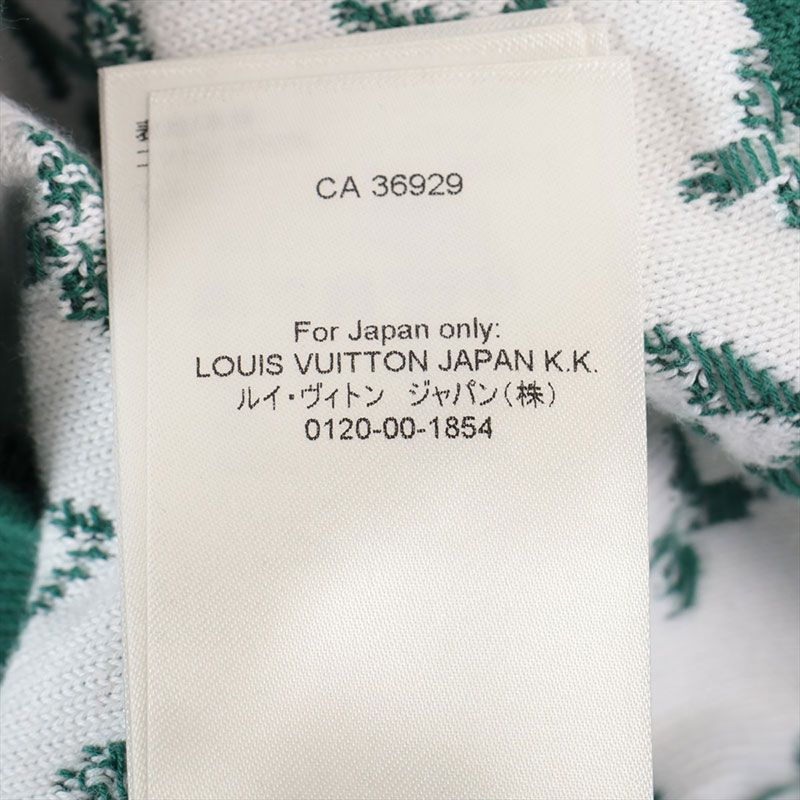 CA 36929
For Japan only:
LOUIS VUITTON JAPAN K.K.
ルイ・ヴィトン ジャパン(株)
0120-00-1854